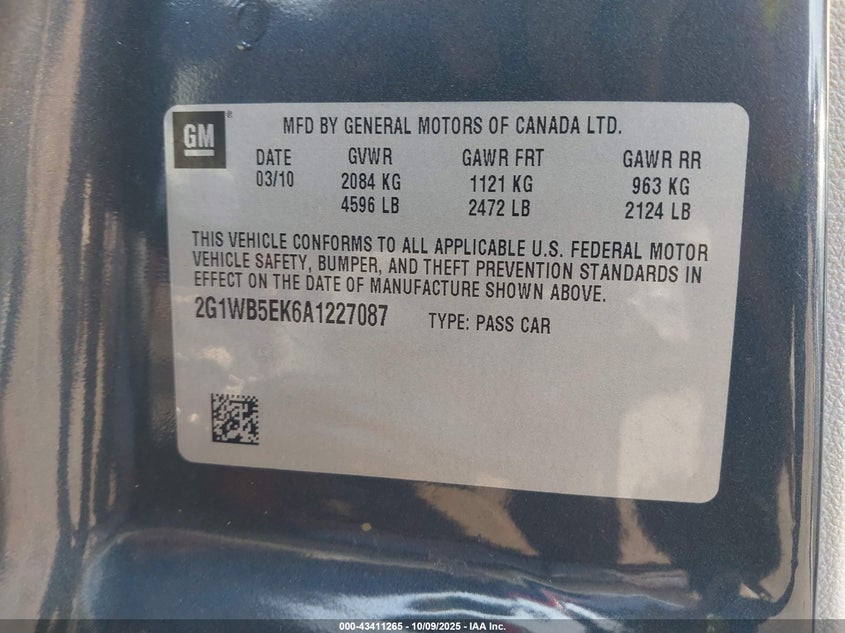 GM ®
MFD BY GENERAL MOTORS OF CANADA LTD.
DATE GVWR GAWR FRT GAWR RR
03/10 2084 KG 1121 KG 963 KG
4596 LB 2472 LB 2124 LB
THIS VEHICLE CONFORMS TO ALL APPLICABLE U.S. FEDERAL MOTOR
VEHICLE SAFETY, BUMPER, AND THEFT PREVENTION STANDARDS IN
EFFECT ON THE DATE OF MANUFACTURE SHOWN ABOVE.
2G1WB5EK6A1227087 TYPE: PASS CAR
000-43411265 - 10/09/2025 - IAA Inc.